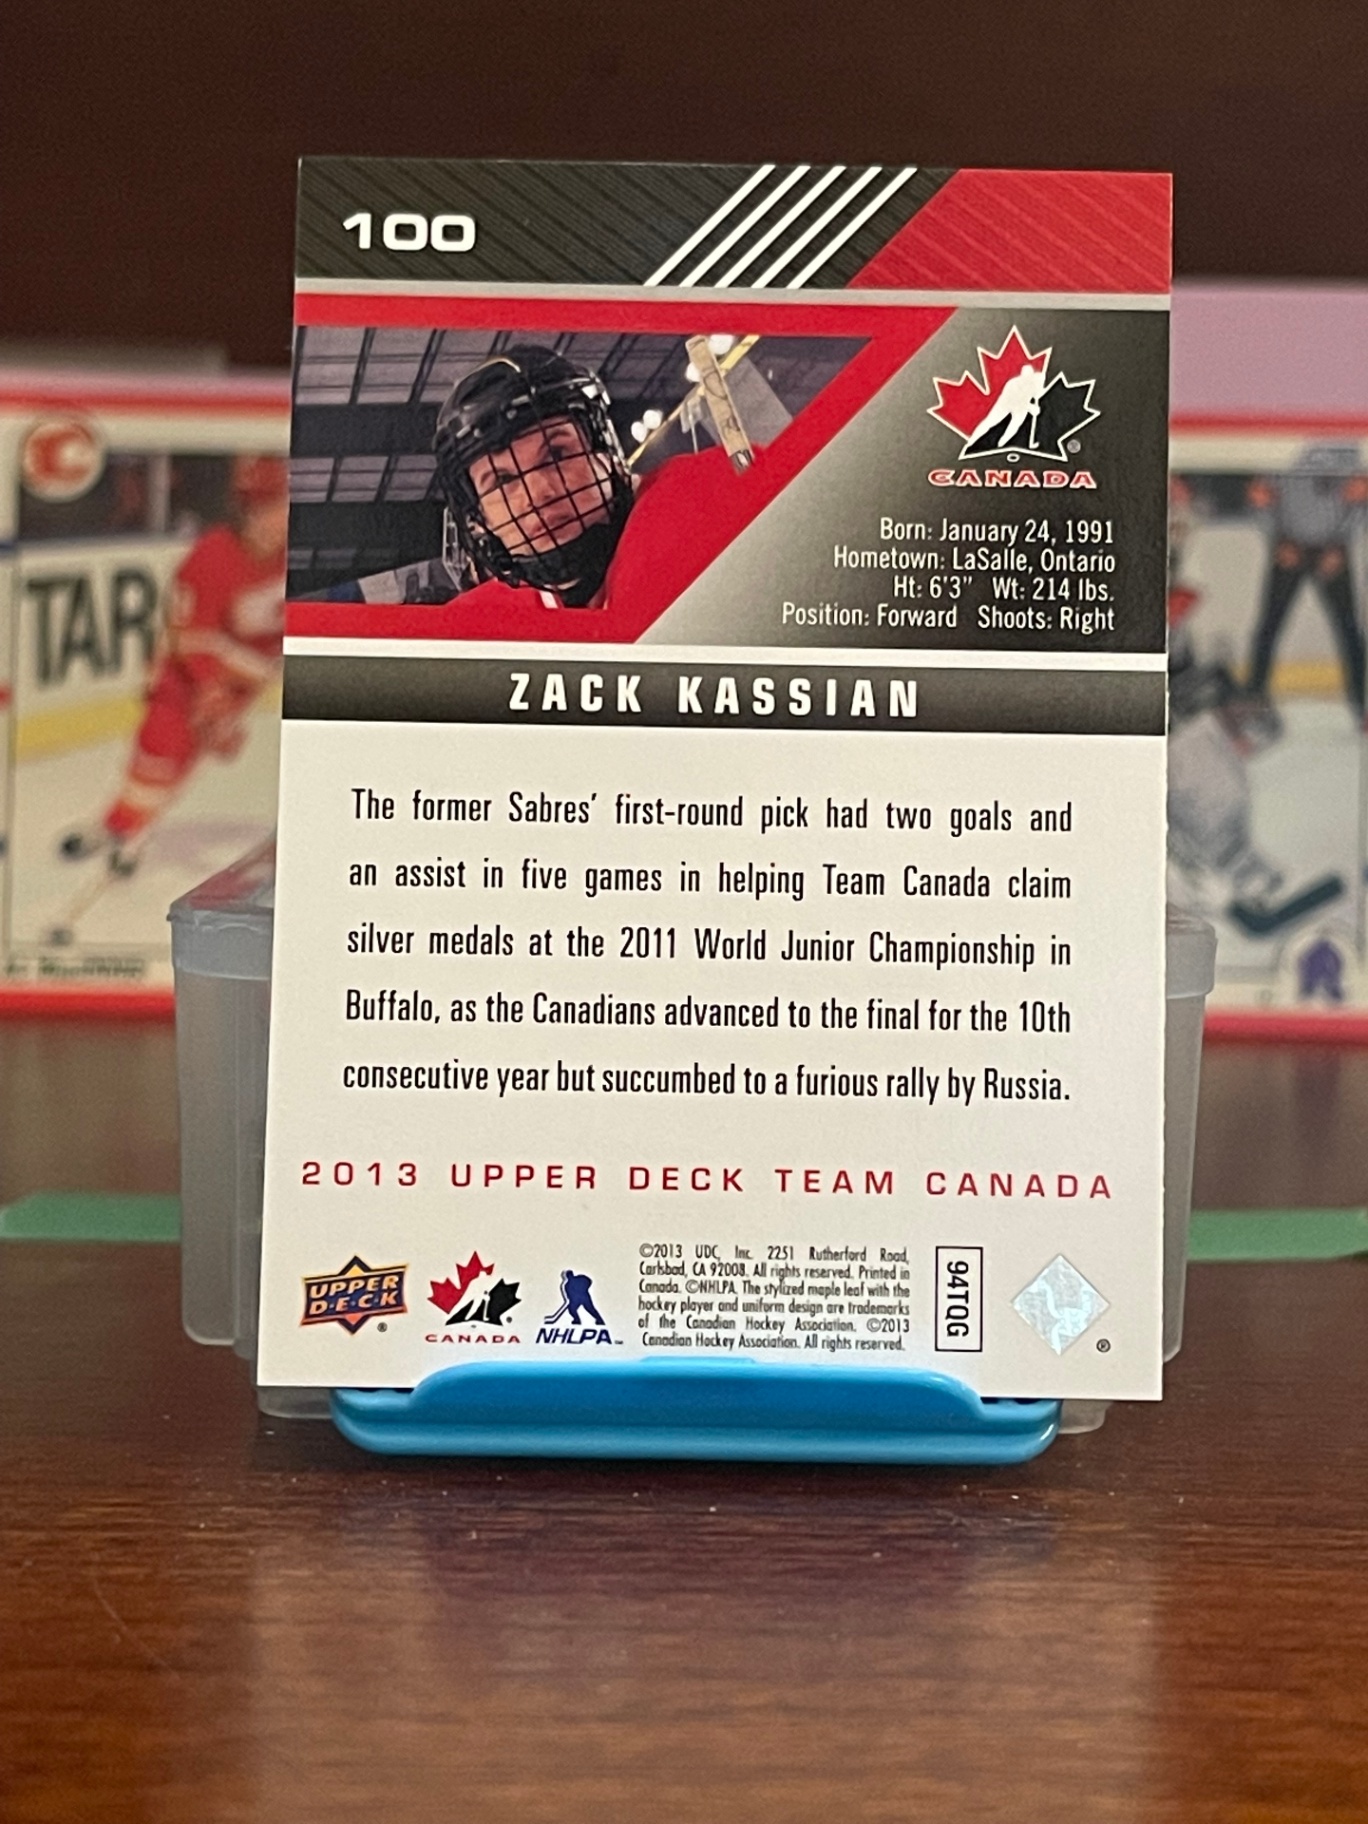 100
CANADA
Born: January 24, 1991
Hometown: LaSalle, Ontario
Ht: 6'3" Wt: 214 lbs.
Position: Forward Shoots: Right
ZACK KASSIAN
The former Sabres' first-round pick had two goals and
an assist in five games in helping Team Canada claim
silver medals at the 2011 World Junior Championship in
Buffalo, as the Canadians advanced to the final for the 10th
consecutive year but succumbed to a furious rally by Russia.
2013 UPPER DECK TEAM CANADA
UPPER
DECK
CANADA
NHLPA
©2013 UDC, Inc. 2251 Rutherford Road,
Carlsbad, CA 92008. All rights reserved. Printed in
Canada. ©NHLPA. The stylized maple leaf with the
hockey player and uniform design are trademarks
of the Canadian Hockey Association. ©2013
Canadian Hockey Association. All rights reserved.
94TQG
TAR